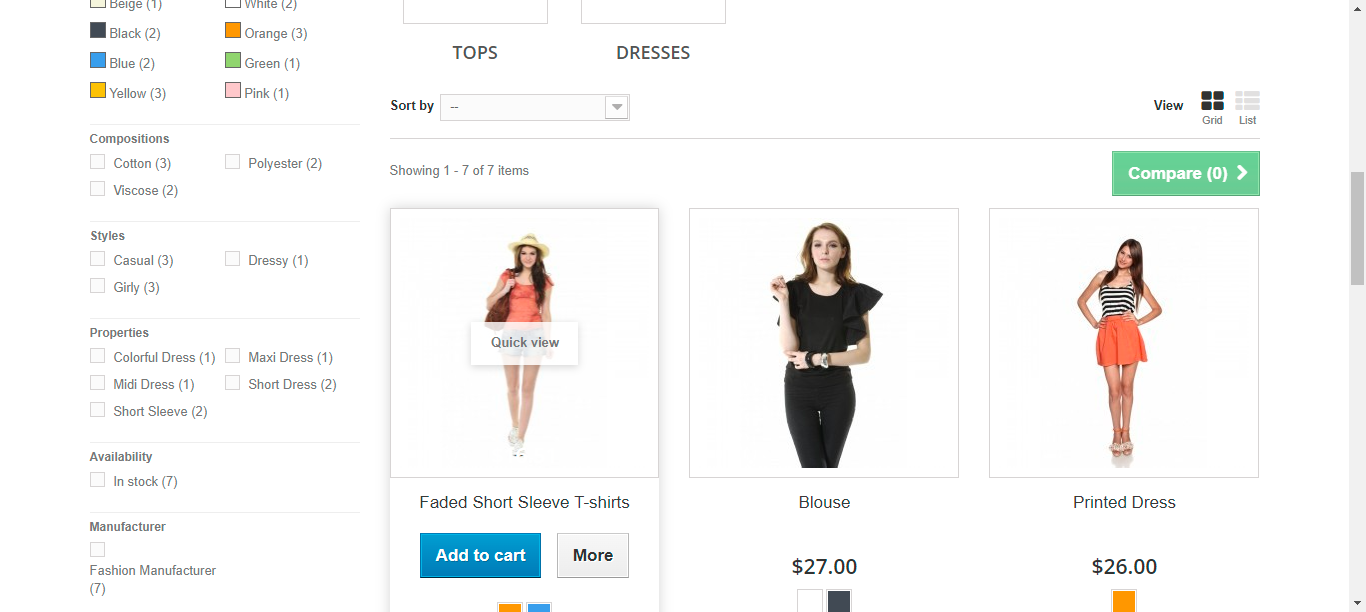 Beige (1)
White (2)
Black (2)
Orange (3)
Blue (2)
Green (1)
Yellow (3)
Pink (1)
Compositions
Cotton (3)
Polyester (2)
Viscose (2)
Styles
Casual (3)
Dressy (1)
Girly (3)
Properties
Colorful Dress (1)
Maxi Dress (1)
Midi Dress (1)
Short Dress (2)
Short Sleeve (2)
Availability
In stock (7)
Manufacturer
Fashion Manufacturer
(7)
TOPS
DRESSES
Sort by
--
View
Grid
List
Showing 1 - 7 of 7 items
Compare (0)
Quick view
Faded Short Sleeve T-shirts
Add to cart
More
Blouse
$27.00
Printed Dress
$26.00